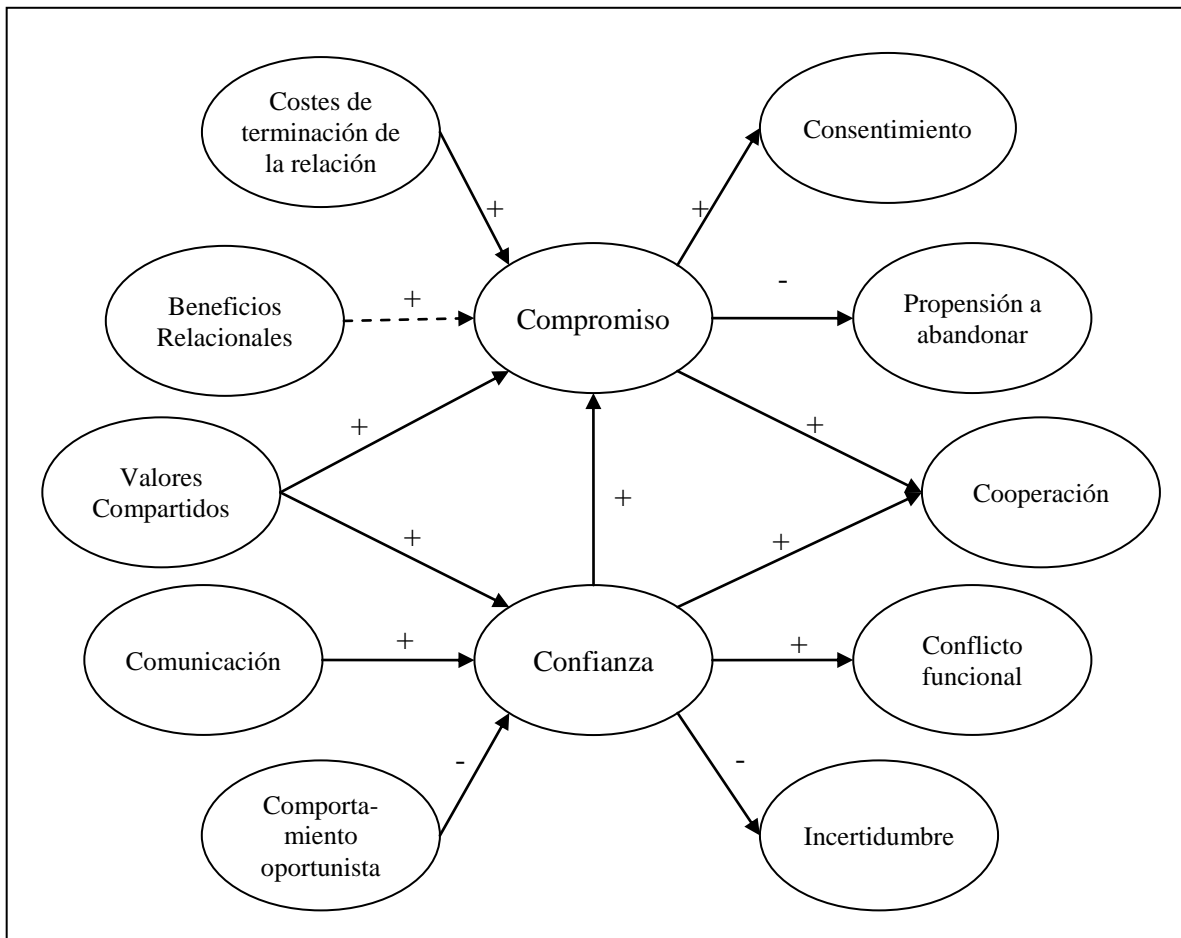 Costes de
terminación de
la relación
Consentimiento
+
+
Beneficios
Relacionales
+
Compromiso
-
Propensión a
abandonar
Valores
Compartidos
+
+
+
+
+
Cooperación
Comunicación
+
Confianza
+
Conflicto
funcional
Comporta-
miento
oportunista
-
-
Incertidumbre